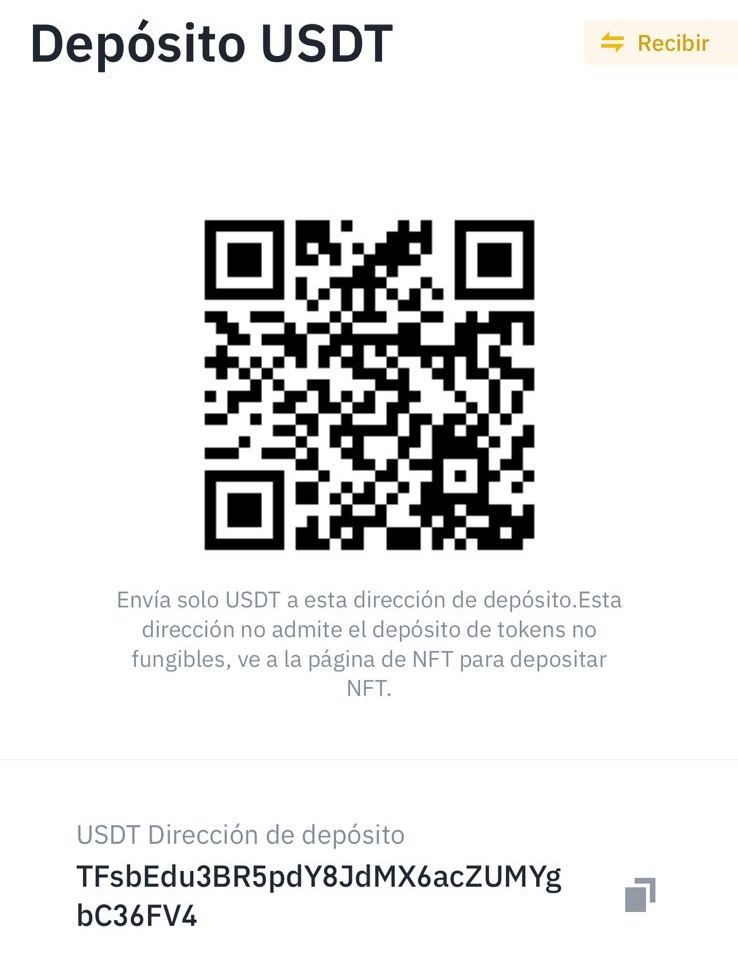 Depósito USDT
Recibir
Envía solo USDT a esta dirección de depósito.Esta
dirección no admite el depósito de tokens no
fungibles, ve a la página de NFT para depositar
NFT.
USDT Dirección de depósito
TFsbEdu3BR5pdY8JdMX6acZUMYg
bC36FV4